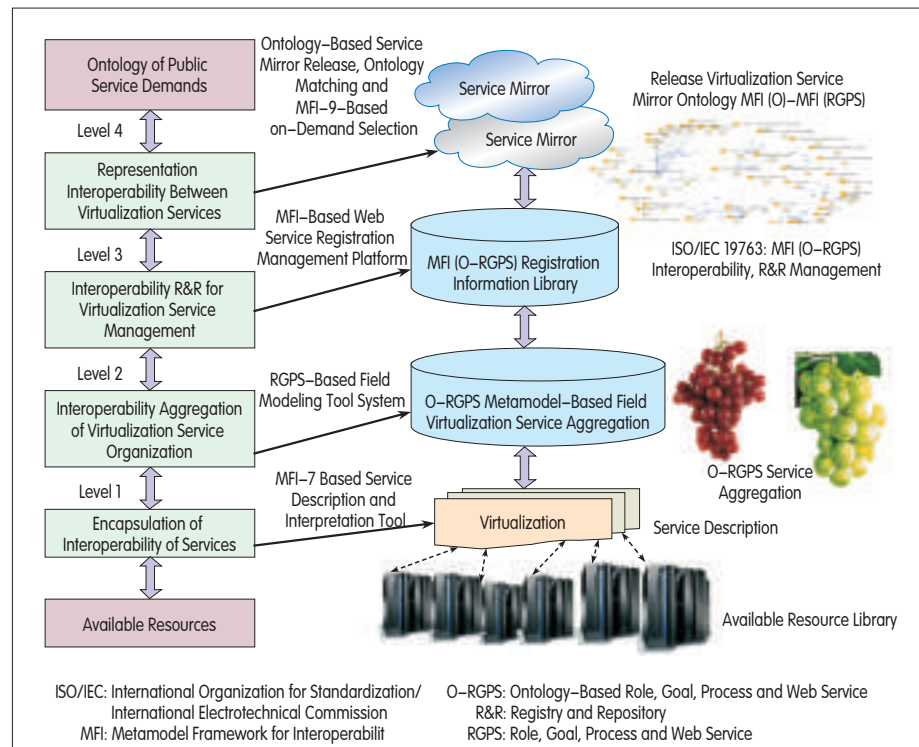 Ontology of Public
Service Demands
Level 4
Representation
Interoperability Between
Virtualization Services
Level 3
Interoperability R&R for
Virtualization Service
Management
Level 2
Interoperability Aggregation
of Virtualization Service
Organization
Level 1
Encapsulation of
Interoperability of Services
Available Resources
Ontology-Based Service
Mirror Release, Ontology
Matching and
MFI-9-Based
on-Demand Selection
MFI-Based Web
Service Registration
Management Platform
RGPS-Based Field
Modeling Tool System
MFI-7 Based Service
Description and
Interpretation Tool
Service Mirror
Service Mirror
MFI (O-RGPS) Registration
Information Library
O-RGPS Metamodel-Based Field
Virtualization Service Aggregation
Virtualization
Release Virtualization Service
Mirror Ontology MFI (O)-MFI (RGPS)
ISO/IEC 19763: MFI (O-RGPS)
Interoperability, R&R Management
O-RGPS Service
Aggregation
Service Description
Available Resource Library
ISO/IEC: International Organization for Standardization/
International Electrotechnical Commission
MFI: Metamodel Framework for Interoperabilit
O-RGPS: Ontology-Based Role, Goal, Process and Web Service
R&R: Registry and Repository
RGPS: Role, Goal, Process and Web Service